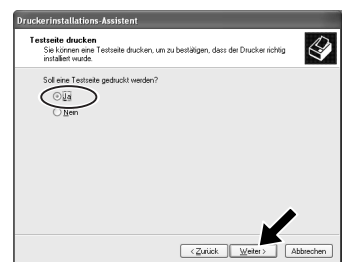 Druckerinstallations-Assistent
Testseite drucken
Sie können eine Testseite drucken, um zu bestätigen, dass der Drucker richtig
installiert wurde.
Soll eine Testseite gedruckt werden?
Ja
Nein
< Zurück Weiter > Abbrechen